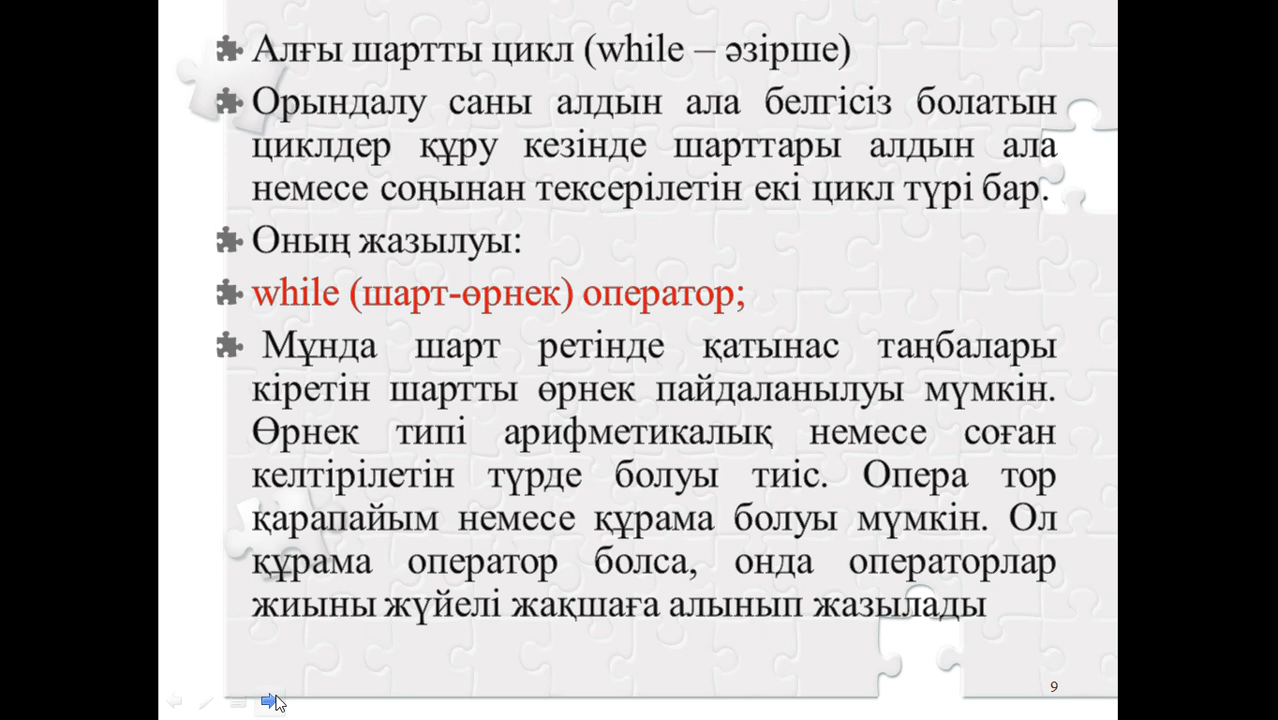 Алғы шартты цикл (while – әзірше)
Орындалу саны алдын ала белгісіз болатын
циклдер құру кезінде шарттары алдын ала
немесе соңынан тексерілетін екі цикл түрі бар.
Оның жазылуы:
while (шарт-өрнек) оператор;
Мұнда шарт ретінде қатынас таңбалары
кіретін шартты өрнек пайдаланылуы мүмкін.
Өрнек типі арифметикалық немесе соған
келтірілетін түрде болуы тиіс. Опера тор
қарапайым немесе құрама болуы мүмкін. Ол
құрама оператор болса, онда операторлар
жиыны жүйелі жақшаға алынып жазылады
9